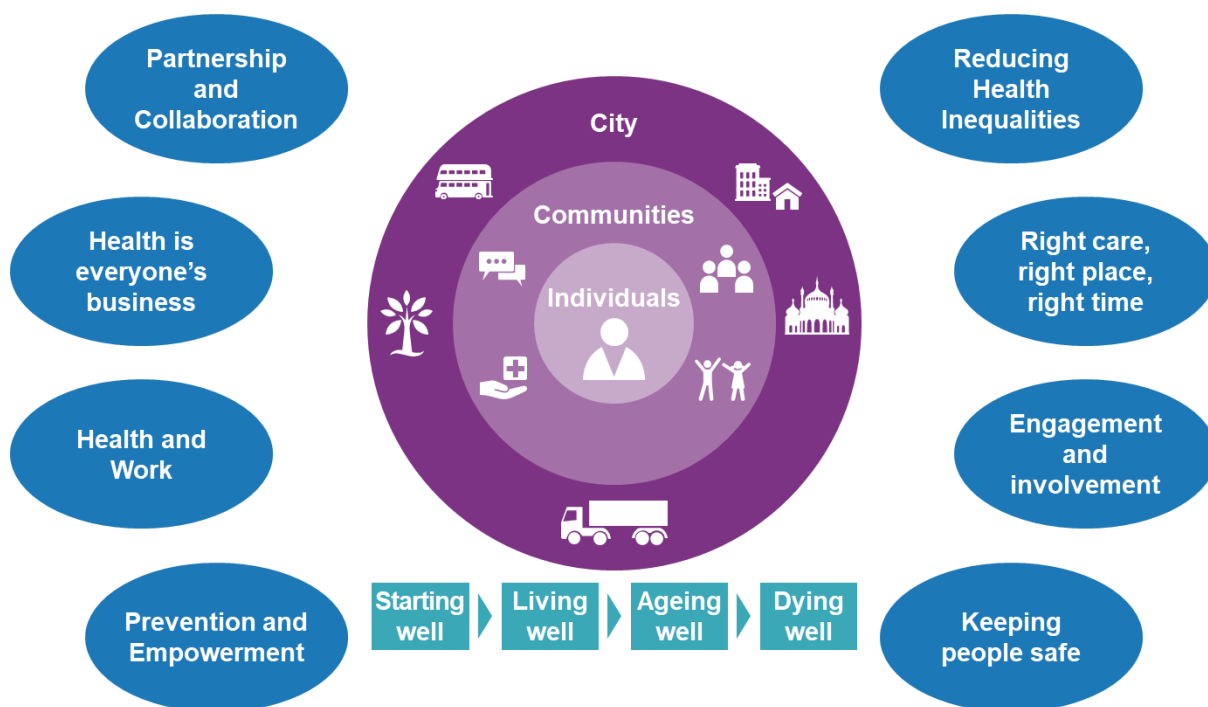 Partnership
and
Collaboration
Health is
everyone's
business
Health and
Work
Prevention and
Empowerment
City
Communities
Individuals
Starting
well
Living
well
Ageing
well
Dying
well
Reducing
Health
Inequalities
Right care,
right place,
right time
Engagement
and
involvement
Keeping
people safe